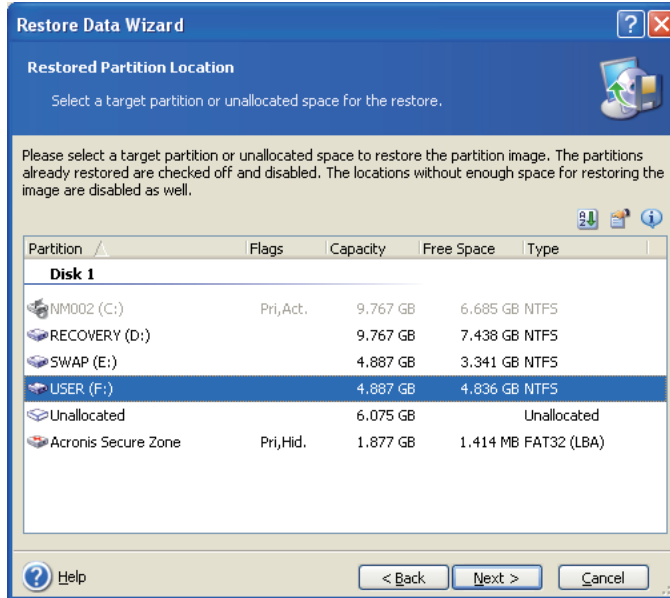 Restore Data Wizard
Restored Partition Location
Select a target partition or unallocated space for the restore.
Please select a target partition or unallocated space to restore the partition image. The partitions
already restored are checked off and disabled. The locations without enough space for restoring the
image are disabled as well.
Partition Flags Capacity Free Space Type
Disk 1
NM002 (C:) Pri,Act. 9.767 GB 6.685 GB NTFS
RECOVERY (D:) 9.767 GB 7.438 GB NTFS
SWAP (E:) 4.887 GB 3.341 GB NTFS
USER (F:) 4.887 GB 4.836 GB NTFS
Unallocated 6.075 GB Unallocated
Acronis Secure Zone Pri,Hid. 1.877 GB 1.414 MB FAT32 (LBA)
Help < Back Next > Cancel